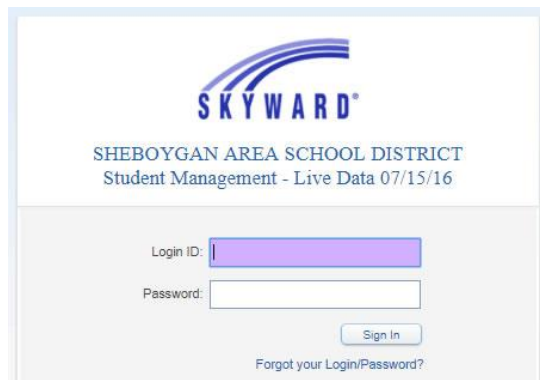 SKYWARD®
SHEBOYGAN AREA SCHOOL DISTRICT
Student Management - Live Data 07/15/16
Login ID:
Password:
Sign In
Forgot your Login/Password?